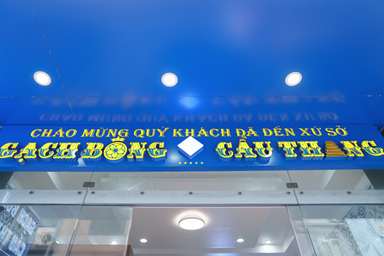 CHÀO MỪNG QUÝ KHÁCH ĐÃ ĐẾN XỨ SỞ
GẠCH BÔNG CẦU THANG